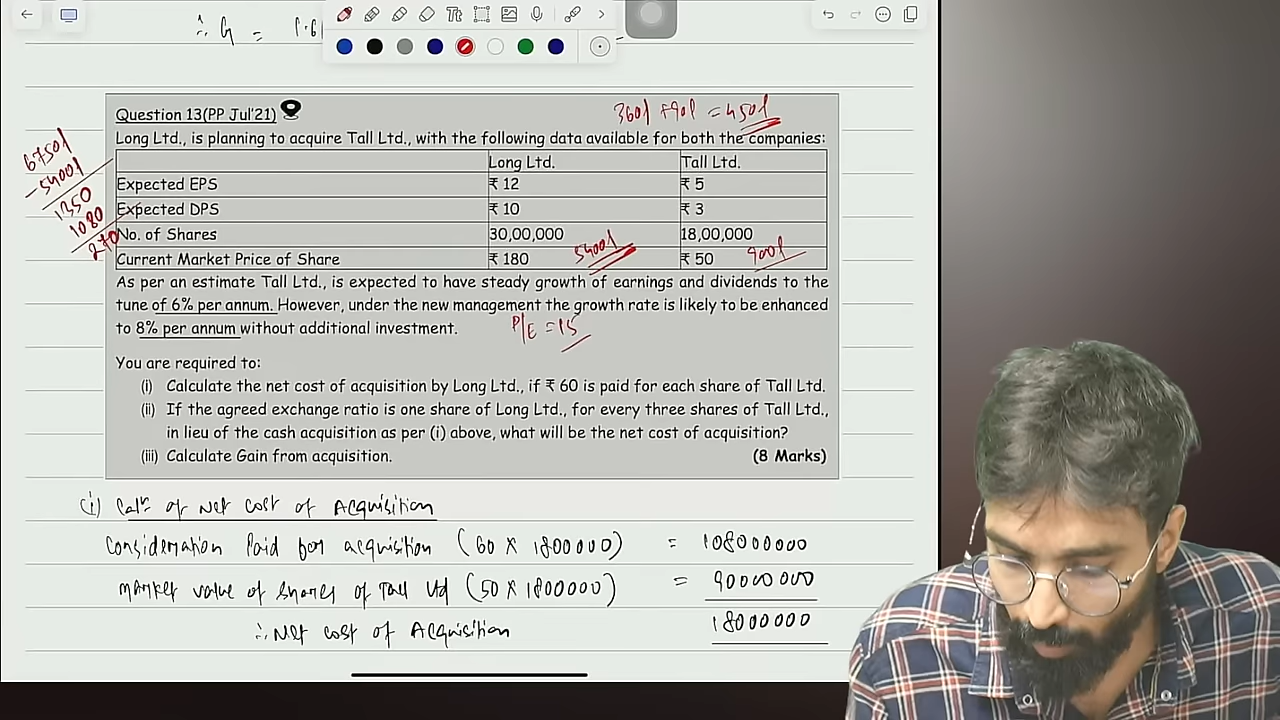 ∴ G =
Question 13(PP Jul'21)
360l + 90l = 450l
Long Ltd., is planning to acquire Tall Ltd., with the following data available for both the companies:
Long Ltd. Tall Ltd.
Expected EPS ₹ 12 ₹ 5
Expected DPS ₹ 10 ₹ 3
No. of Shares 30,00,000 18,00,000
5400l 900l
Current Market Price of Share ₹ 180 ₹ 50
6750l
- 5400l
1350
1080
270
As per an estimate Tall Ltd., is expected to have steady growth of earnings and dividends to the
tune of 6% per annum. However, under the new management the growth rate is likely to be enhanced
to 8% per annum without additional investment.
P/E = 15
You are required to:
(i) Calculate the net cost of acquisition by Long Ltd., if ₹ 60 is paid for each share of Tall Ltd.
(ii) If the agreed exchange ratio is one share of Long Ltd., for every three shares of Tall Ltd.,
in lieu of the cash acquisition as per (i) above, what will be the net cost of acquisition?
(iii) Calculate Gain from acquisition. (8 Marks)
(i) Calⁿ of Net cost of Acquisition
Consideration Paid for acquisition (60 x 1800000) = 108000000
Market value of shares of Tall Ltd (50 x 1800000) = 90000000
∴ Net cost of Acquisition 18000000